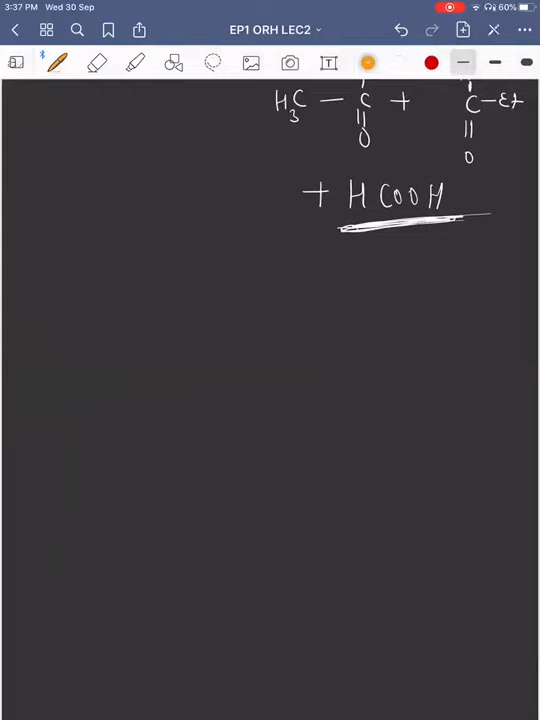 3:37 PM Wed 30 Sep 60%
EP1 ORH LEC2
T
H3C — C + C — Et
O
O
+ HCOOH